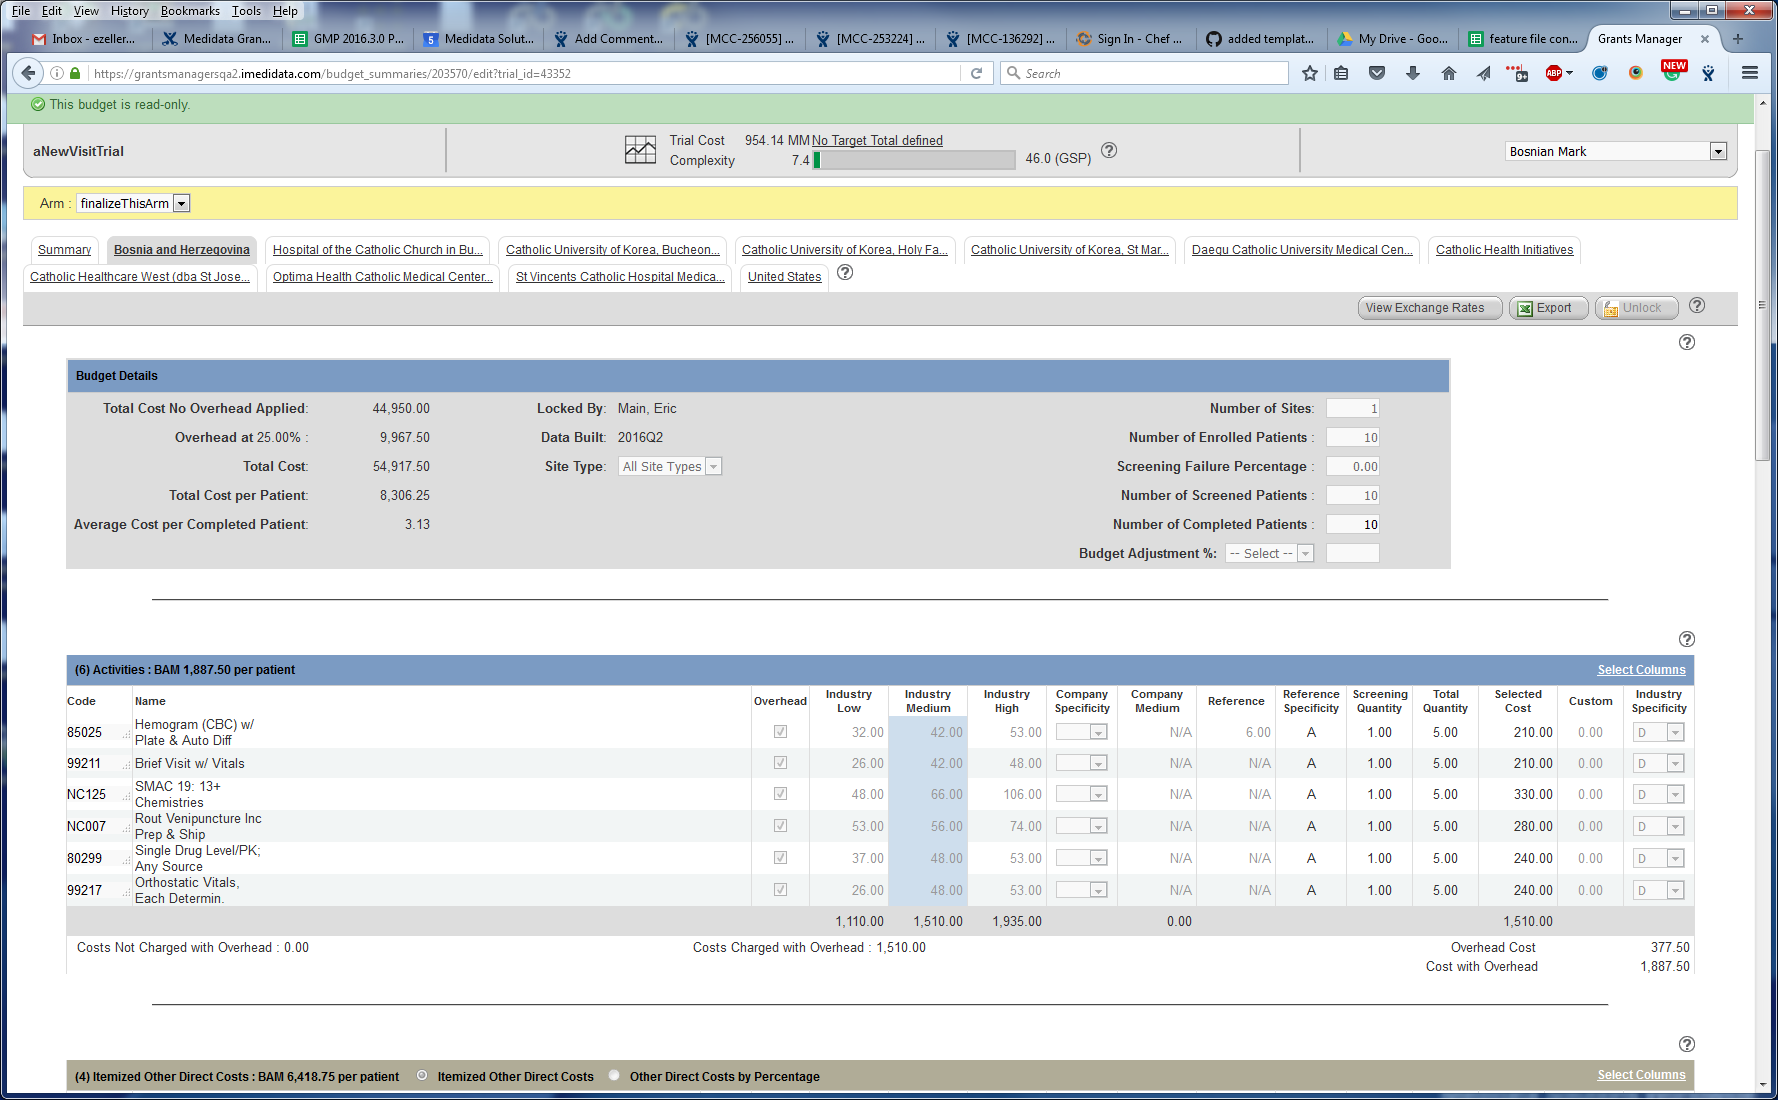 File Edit View History Bookmarks Tools Help
Inbox - ezeller... Medidata Gran... GMP 2016.3.0 P... Medidata Solut... Add Comment... [MCC-256055] ... [MCC-253224] ... [MCC-136292] ... Sign In - Chef ... added templat... My Drive - Goo... feature file con... Grants Manager
https://grantsmanagersqa2.imedidata.com/budget_summaries/203570/edit?trial_id=43352 Search 9+ ABP NEW
This budget is read-only.
aNewVisitTrial Trial Cost 954.14 MM No Target Total defined Bosnian Mark
Complexity 7.4 46.0 (GSP)
Arm : finalizeThisArm
Summary Bosnia and Herzegovina Hospital of the Catholic Church in Bu... Catholic University of Korea, Bucheon... Catholic University of Korea, Holy Fa... Catholic University of Korea, St Mar... Daegu Catholic University Medical Cen... Catholic Health Initiatives
Catholic Healthcare West (dba St Jose... Optima Health Catholic Medical Center... St Vincents Catholic Hospital Medica... United States
View Exchange Rates Export Unlock
Budget Details
Total Cost No Overhead Applied: 44,950.00 Locked By: Main, Eric Number of Sites: 1
Overhead at 25.00% : 9,967.50 Data Built: 2016Q2 Number of Enrolled Patients : 10
Total Cost: 54,917.50 Site Type: All Site Types Screening Failure Percentage : 0.00
Total Cost per Patient: 8,306.25 Number of Screened Patients : 10
Average Cost per Completed Patient: 3.13 Number of Completed Patients : 10
Budget Adjustment %: -- Select --
(6) Activities : BAM 1,887.50 per patient Select Columns
Code Name Overhead Industry Low Industry Medium Industry High Company Specificity Company Medium Reference Reference Specificity Screening Quantity Total Quantity Selected Cost Custom Industry Specificity
85025 Hemogram (CBC) w/ Plate & Auto Diff 32.00 42.00 53.00 N/A 6.00 A 1.00 5.00 210.00 0.00 D
99211 Brief Visit w/ Vitals 26.00 42.00 48.00 N/A N/A A 1.00 5.00 210.00 0.00 D
NC125 SMAC 19: 13+ Chemistries 48.00 66.00 106.00 N/A N/A A 1.00 5.00 330.00 0.00 D
NC007 Rout Venipuncture Inc Prep & Ship 53.00 56.00 74.00 N/A N/A A 1.00 5.00 280.00 0.00 D
80299 Single Drug Level/PK; Any Source 37.00 48.00 53.00 N/A N/A A 1.00 5.00 240.00 0.00 D
99217 Orthostatic Vitals, Each Determin. 26.00 48.00 53.00 N/A N/A A 1.00 5.00 240.00 0.00 D
1,110.00 1,510.00 1,935.00 0.00 1,510.00
Costs Not Charged with Overhead : 0.00 Costs Charged with Overhead : 1,510.00 Overhead Cost 377.50
Cost with Overhead 1,887.50
(4) Itemized Other Direct Costs : BAM 6,418.75 per patient Itemized Other Direct Costs Other Direct Costs by Percentage Select Columns